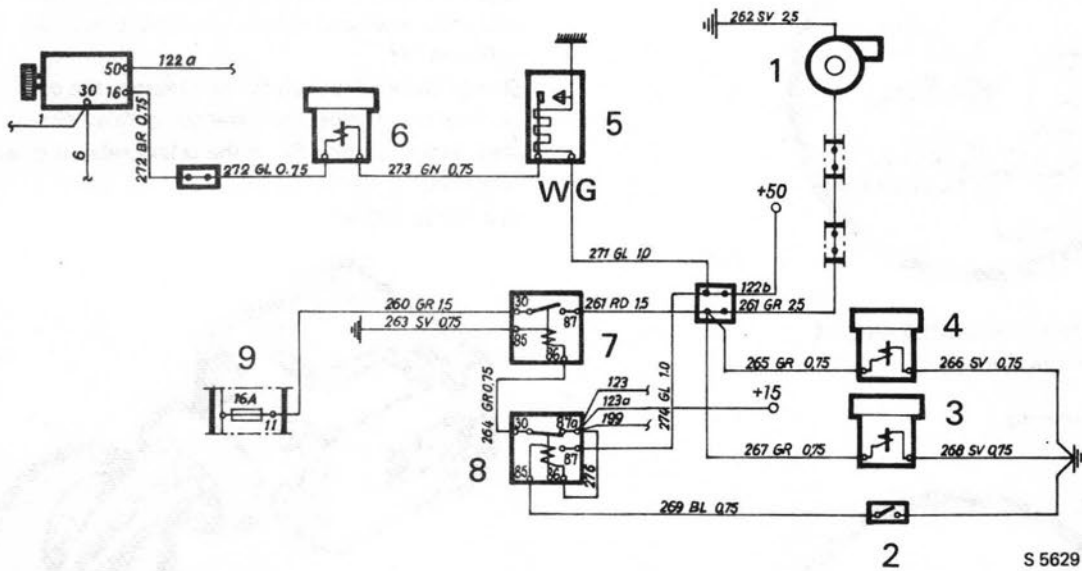 262 SV 2,5
1
50
122 a
30
16
1
6
272 BR 0,75
272 GL 0.75
6
273 GN 0,75
5
W G
+50
271 GL 1,0
122b
261 GR 2,5
260 GR 1,5
263 SV 0,75
30
85
87
86
261 RD 1,5
7
274 GL 1.0
4
265 GR 0,75
266 SV 0,75
9
16A
11
264 GR 0,75
123
123a
199
+15
3
30
87a
87
85
86
276
8
267 GR 0,75
268 SV 0,75
269 BL 0,75
2
S 5629